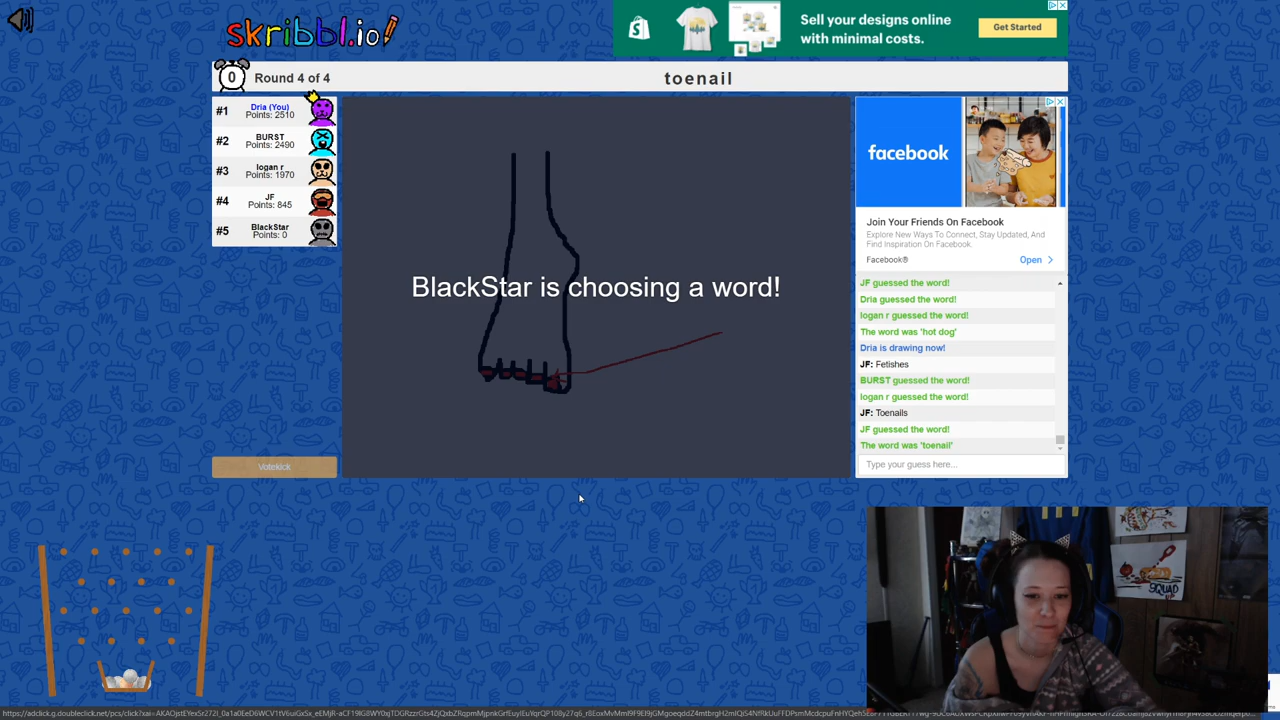 skribbl.io!
Sell your designs online
with minimal costs.
Get Started
0
Round 4 of 4
toenail
#1
Dria (You)
Points: 2510
#2
BURST
Points: 2490
#3
logan r
Points: 1970
#4
JF
Points: 845
#5
BlackStar
Points: 0
Votekick
BlackStar is choosing a word!
facebook
Join Your Friends On Facebook
Explore New Ways To Connect, Stay Updated, And
Find Inspiration On Facebook.
Facebook®
Open
JF guessed the word!
Dria guessed the word!
logan r guessed the word!
The word was 'hot dog'
Dria is drawing now!
JF: Fetishes
BURST guessed the word!
logan r guessed the word!
JF: Toenails
JF guessed the word!
The word was 'toenail'
Type your guess here...
SQUAD